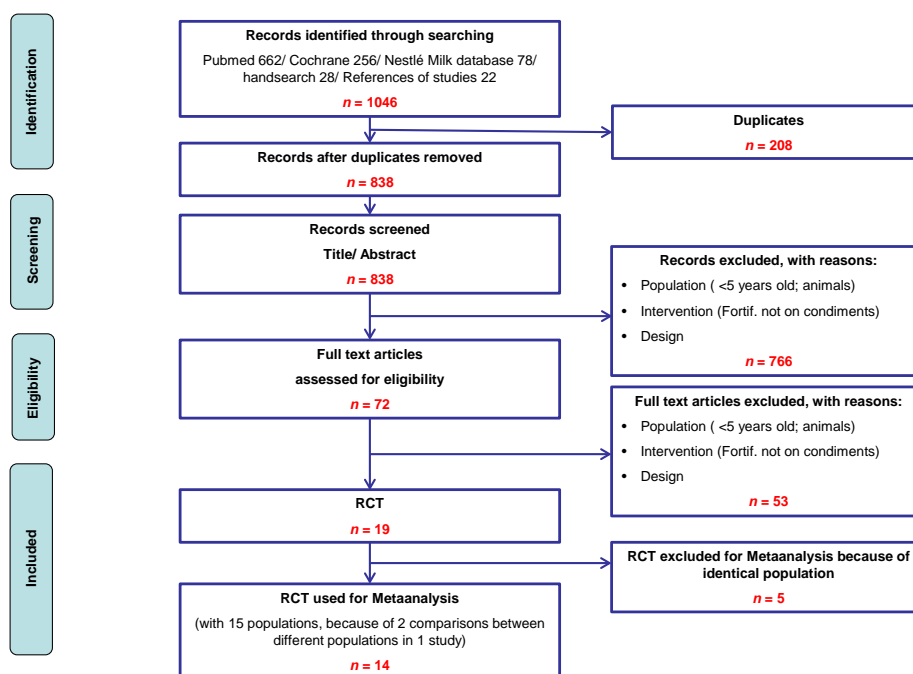 Identification
Records identified through searching
Pubmed 662/ Cochrane 256/ Nestlé Milk database 78/
handsearch 28/ References of studies 22
n = 1046
Duplicates
n = 208
Records after duplicates removed
n = 838
Screening
Records screened
Title/ Abstract
n = 838
Records excluded, with reasons:
• Population ( <5 years old; animals)
• Intervention (Fortif. not on condiments)
• Design
n = 766
Eligibility
Full text articles
assessed for eligibility
n = 72
Full text articles excluded, with reasons:
• Population ( <5 years old; animals)
• Intervention (Fortif. not on condiments)
• Design
n = 53
Included
RCT
n = 19
RCT excluded for Metaanalysis because of
identical population
n = 5
RCT used for Metaanalysis
(with 15 populations, because of 2 comparisons between
different populations in 1 study)
n = 14